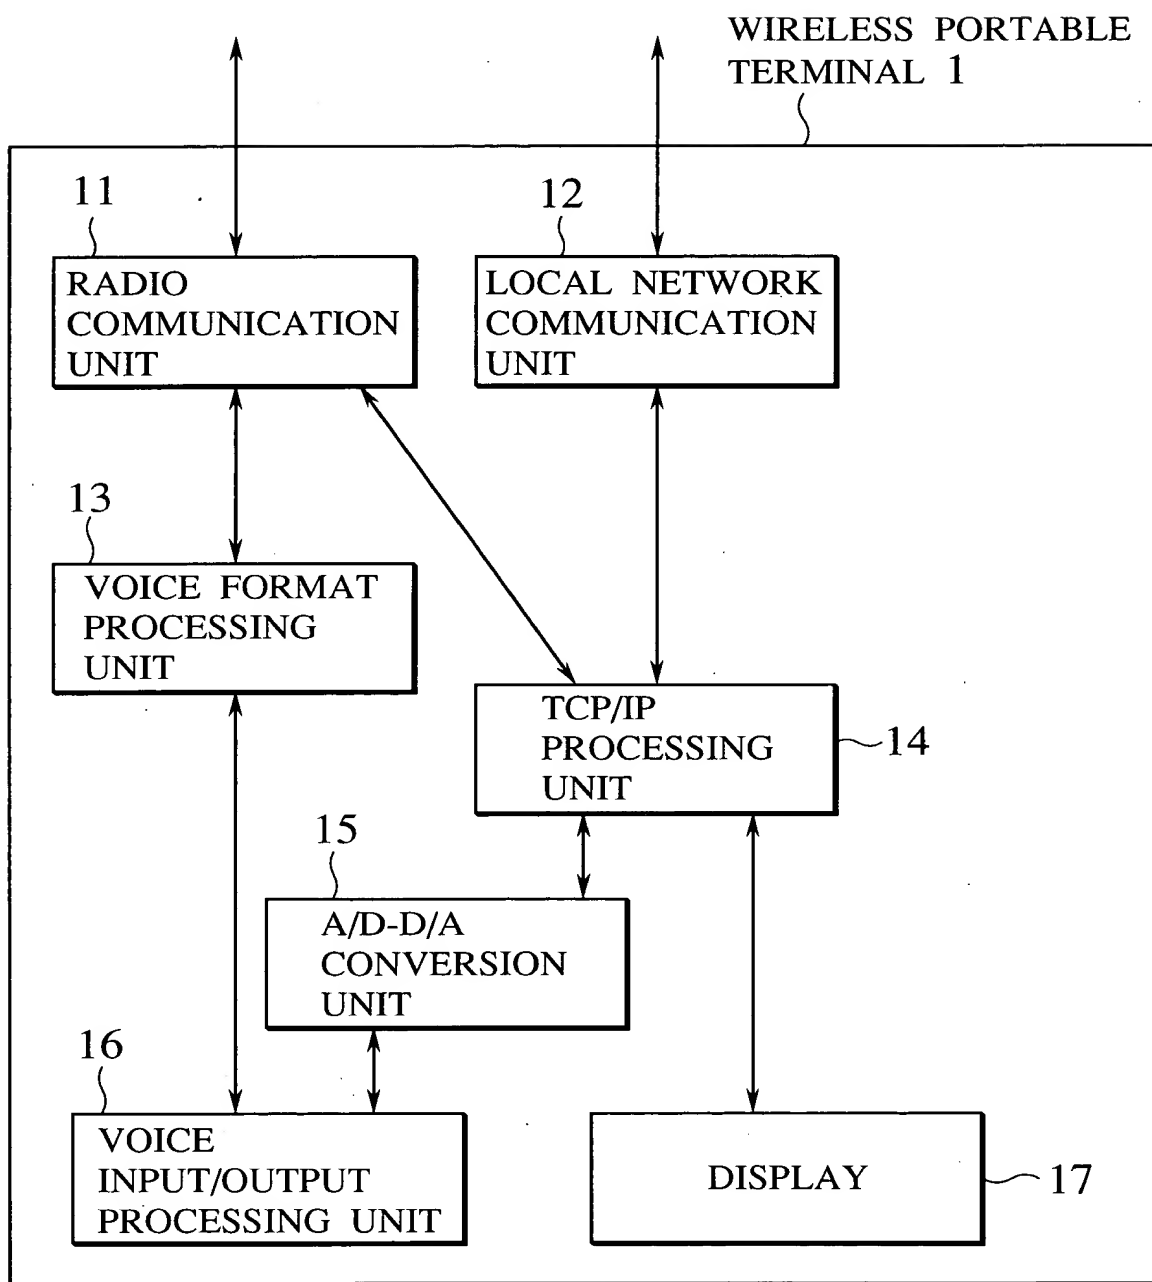 WIRELESS PORTABLE
TERMINAL 1
11
12
RADIO
COMMUNICATION
UNIT
LOCAL NETWORK
COMMUNICATION
UNIT
13
VOICE FORMAT
PROCESSING
UNIT
TCP/IP
PROCESSING
UNIT
14
15
A/D-D/A
CONVERSION
UNIT
16
VOICE
INPUT/OUTPUT
PROCESSING UNIT
DISPLAY
17